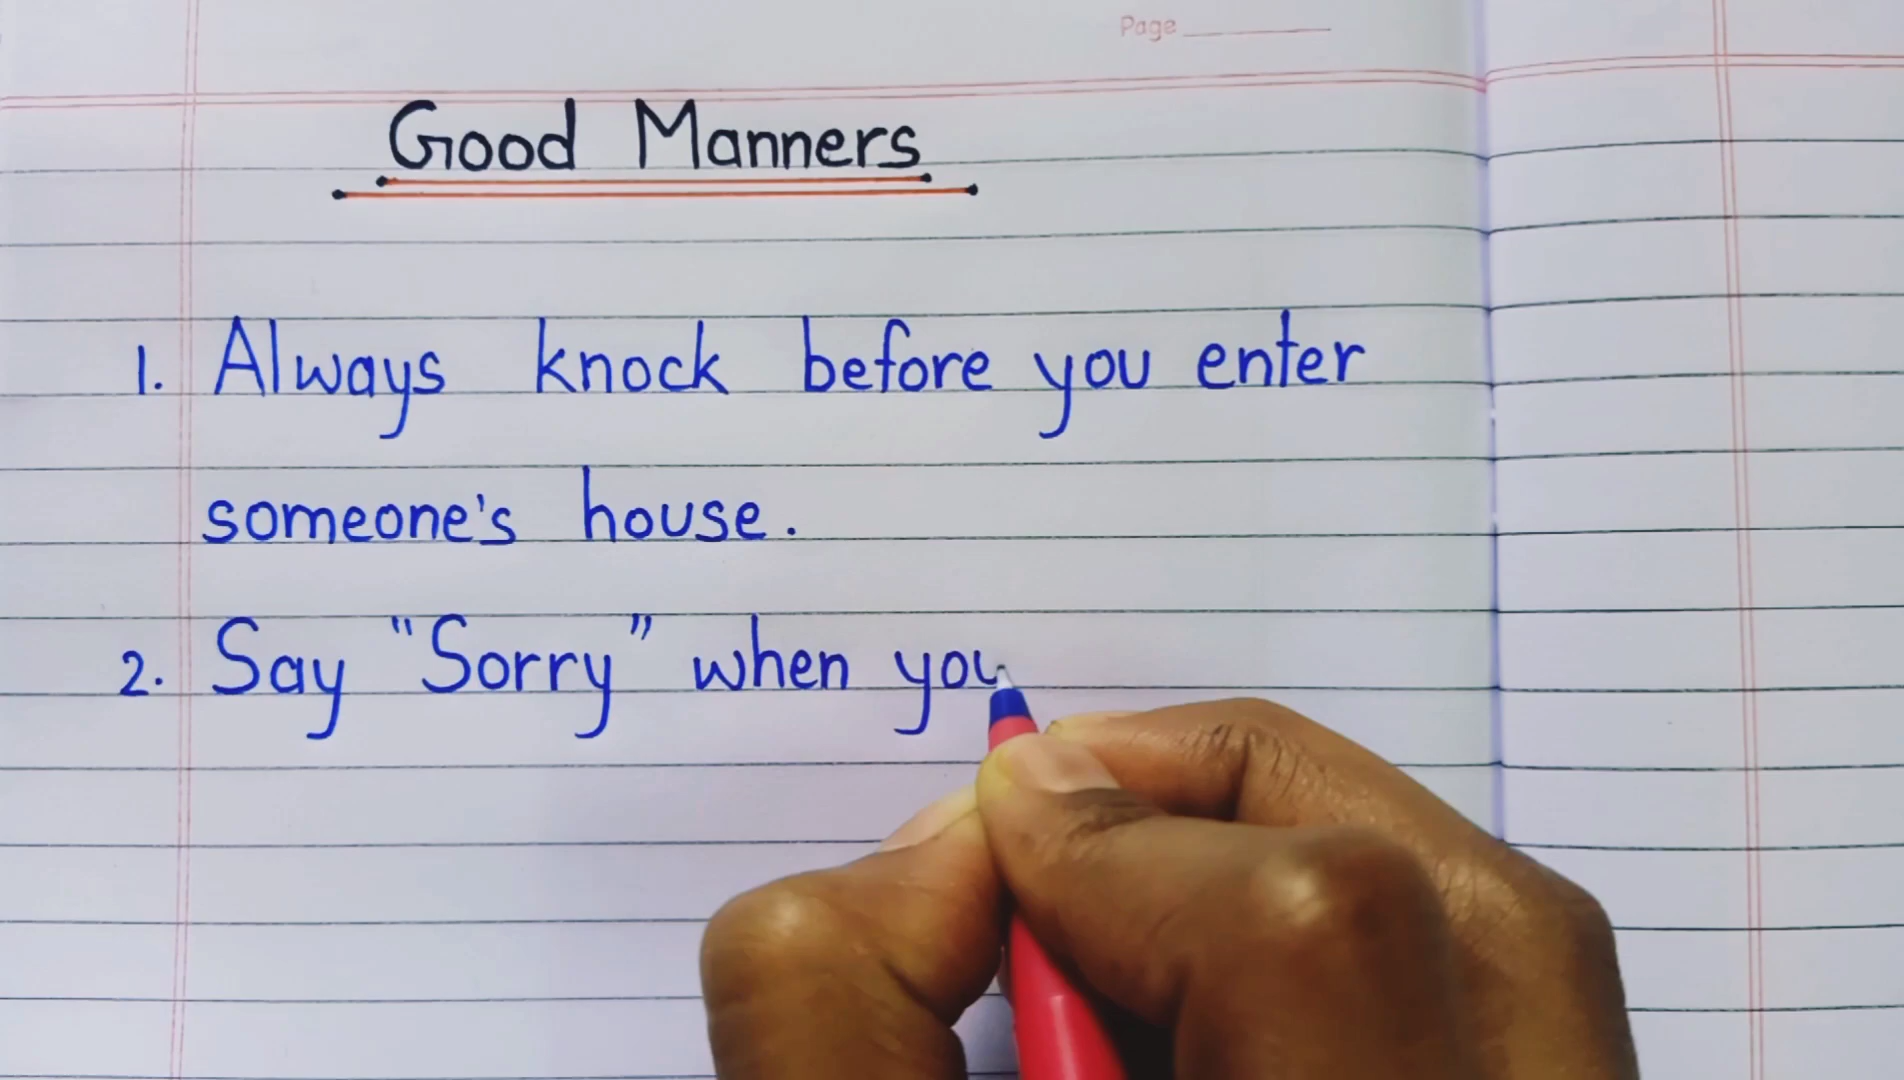 Page
Good Manners
1. Always knock before you enter
someone's house.
2. Say "Sorry" when you